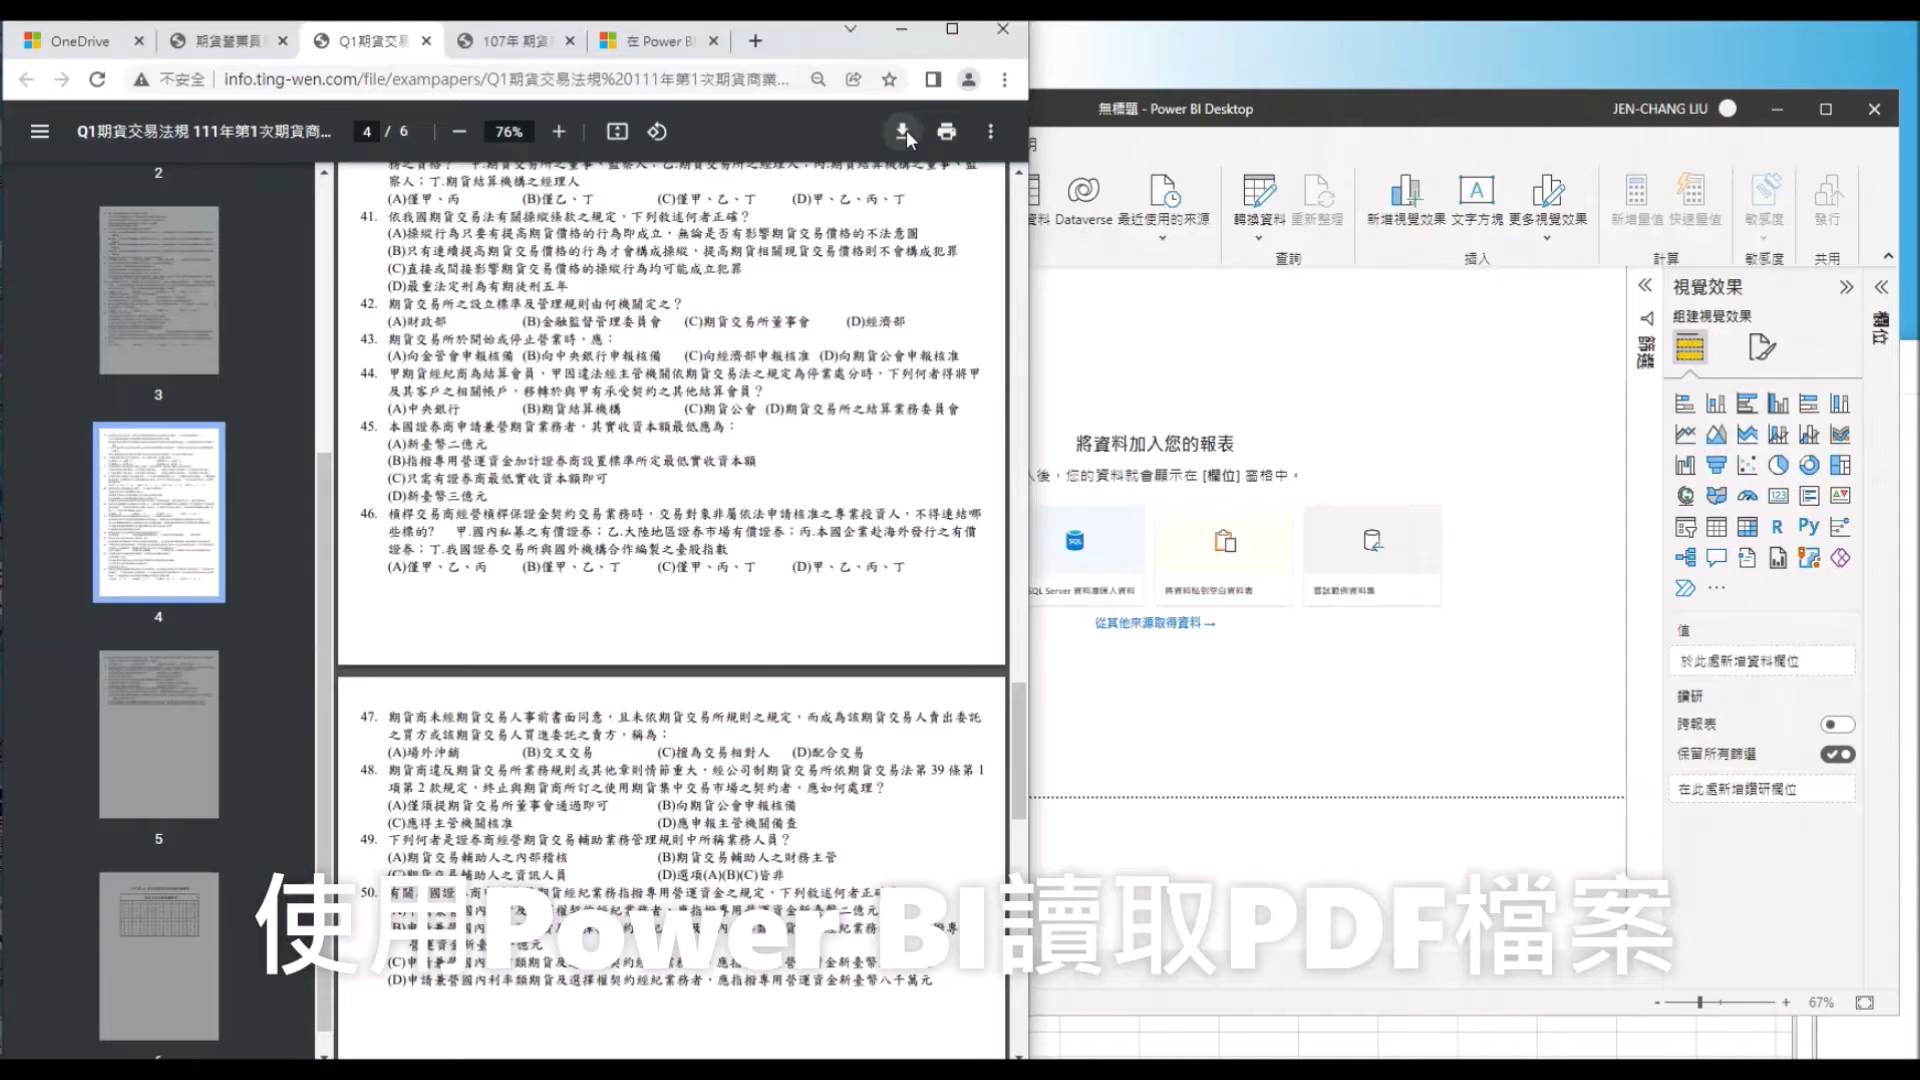 OneDrive
期貨營業員
Q1期貨交易
107年 期貨
在 Power B
不安全
info.ting-wen.com/file/exampapers/Q1期貨交易法規%20111年第1次期貨商業...
Q1期貨交易法規 111年第1次期貨商...
4 / 6
76%
2
3
4
5
察人；丁.期貨結算機構之經理人
(A)僅甲、丙 (B)僅乙、丁 (C)僅甲、乙、丁 (D)甲、乙、丙、丁
41. 依我國期貨交易法有關操縱條款之規定，下列敘述何者正確？
(A)操縱行為只要有提高期貨價格的行為即成立，無論是否有影響期貨交易價格的不法意圖
(B)只有連續提高期貨交易價格的行為才會構成操縱，提高期貨相關現貨交易價格則不會構成犯罪
(C)直接或間接影響期貨交易價格的操縱行為均可能成立犯罪
(D)最重法定刑為有期徒刑五年
42. 期貨交易所之設立標準及管理規則由何機關定之？
(A)財政部 (B)金融監督管理委員會 (C)期貨交易所董事會 (D)經濟部
43. 期貨交易所於開始或停止營業時，應：
(A)向金管會申報核備 (B)向中央銀行申報核備 (C)向經濟部申報核准 (D)向期貨公會申報核准
44. 甲期貨經紀商為結算會員，甲因違法經主管機關依期貨交易法之規定為停業處分時，下列何者得將甲
及其客戶之相關帳戶，移轉於與甲有承受契約之其他結算會員？
(A)中央銀行 (B)期貨結算機構 (C)期貨公會 (D)期貨交易所之結算業務委員會
45. 本國證券商申請兼營期貨業務者，其實收資本額最低應為：
(A)新臺幣二億元
(B)指撥專用營運資金加計證券商設置標準所定最低實收資本額
(C)只需有證券商最低實收資本額即可
(D)新臺幣三億元
46. 槓桿交易商經營槓桿保證金契約交易業務時，交易對象非屬依法申請核准之專業投資人，不得連結哪
些標的？ 甲.國內私募之有價證券；乙.大陸地區證券市場有價證券；丙.本國企業赴海外發行之有價
證券；丁.我國證券交易所與國外機構合作編製之臺股指數
(A)僅甲、乙、丙 (B)僅甲、乙、丁 (C)僅甲、丙、丁 (D)甲、乙、丙、丁
47. 期貨商未經期貨交易人事前書面同意，且未依期貨交易所規則之規定，而成為該期貨交易人賣出委託
之買方或該期貨交易人買進委託之賣方，稱為：
(A)場外沖銷 (B)交叉交易 (C)擅為交易相對人 (D)配合交易
48. 期貨商違反期貨交易所業務規則或其他章則情節重大，經公司制期貨交易所依期貨交易法第 39 條第 1
項第 2 款規定，終止與期貨商所訂之使用期貨集中交易市場之契約者，應如何處理？
(A)僅須提期貨交易所董事會通過即可 (B)向期貨公會申報核備
(C)應得主管機關核准 (D)應申報主管機關備查
49. 下列何者是證券商經營期貨交易輔助業務管理規則中所稱業務人員？
(A)期貨交易輔助人之內部稽核 (B)期貨交易輔助人之財務主管
(C)期貨交易輔助人之資訊人員 (D)選項(A)(B)(C)皆非
(D)申請兼營國內利率類期貨及選擇權契約經紀業務者，應指撥專用營運資金新臺幣八千萬元
使用Power BI讀取PDF檔案
無標題 - Power BI Desktop
JEN-CHANG LIU
Dataverse 最近使用的來源 轉換資料 重新整理 新增視覺效果 文字方塊 更多視覺效果 新增量值 快速量值 敏感度 發行
查詢 插入 計算 敏感度 共用
將資料加入您的報表
後，您的資料就會顯示在 [欄位] 窗格中。
SQL
SQL Server 資料庫匯入資料
將資料貼到空白資料表
嘗試範例資料集
從其他來源取得資料 →
篩選
視覺效果
組建視覺效果
123
R
Py
值
於此處新增資料欄位
鑽研
跨報表
保留所有篩選
在此處新增鑽研欄位
欄位
67%